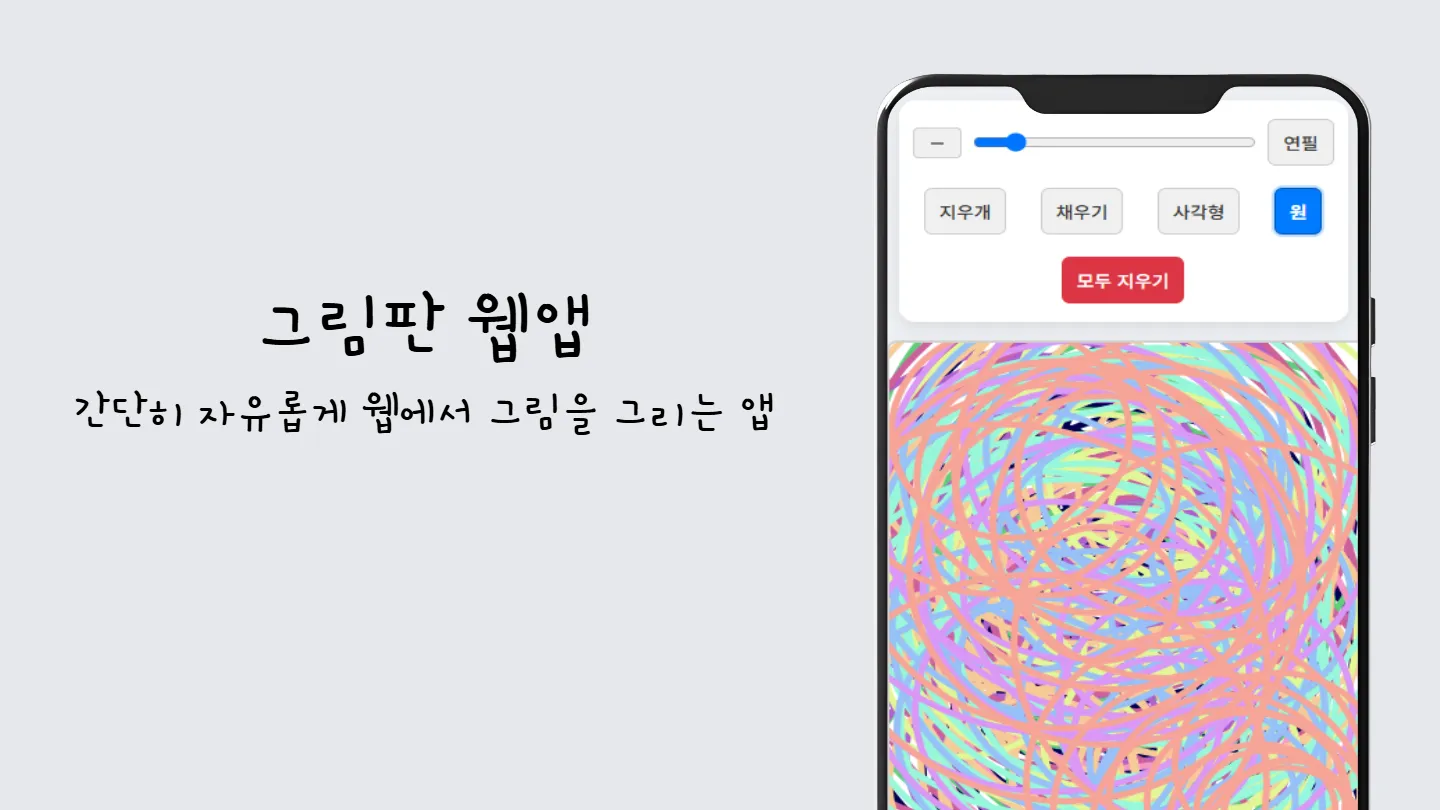 그림판 웹앱
간단히 자유롭게 웹에서 그림을 그리는 앱
연필
지우개 채우기 사각형 원
모두 지우기